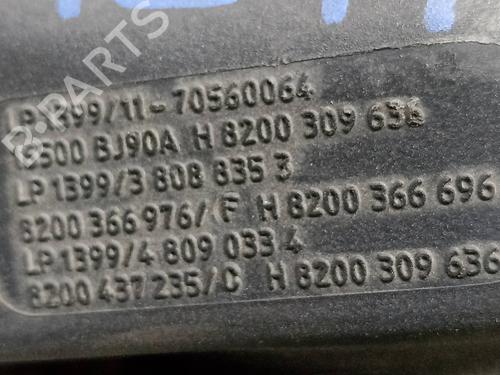 B-PARTS
LP 1399/11-70560064
16500 BJ90A H 8200 309 636
LP 1399/3 808 835 3
8200 366 976/F H 8200 366 696
LP 1399/4 809 033 4
8200 437 235/C H 8200 309 636